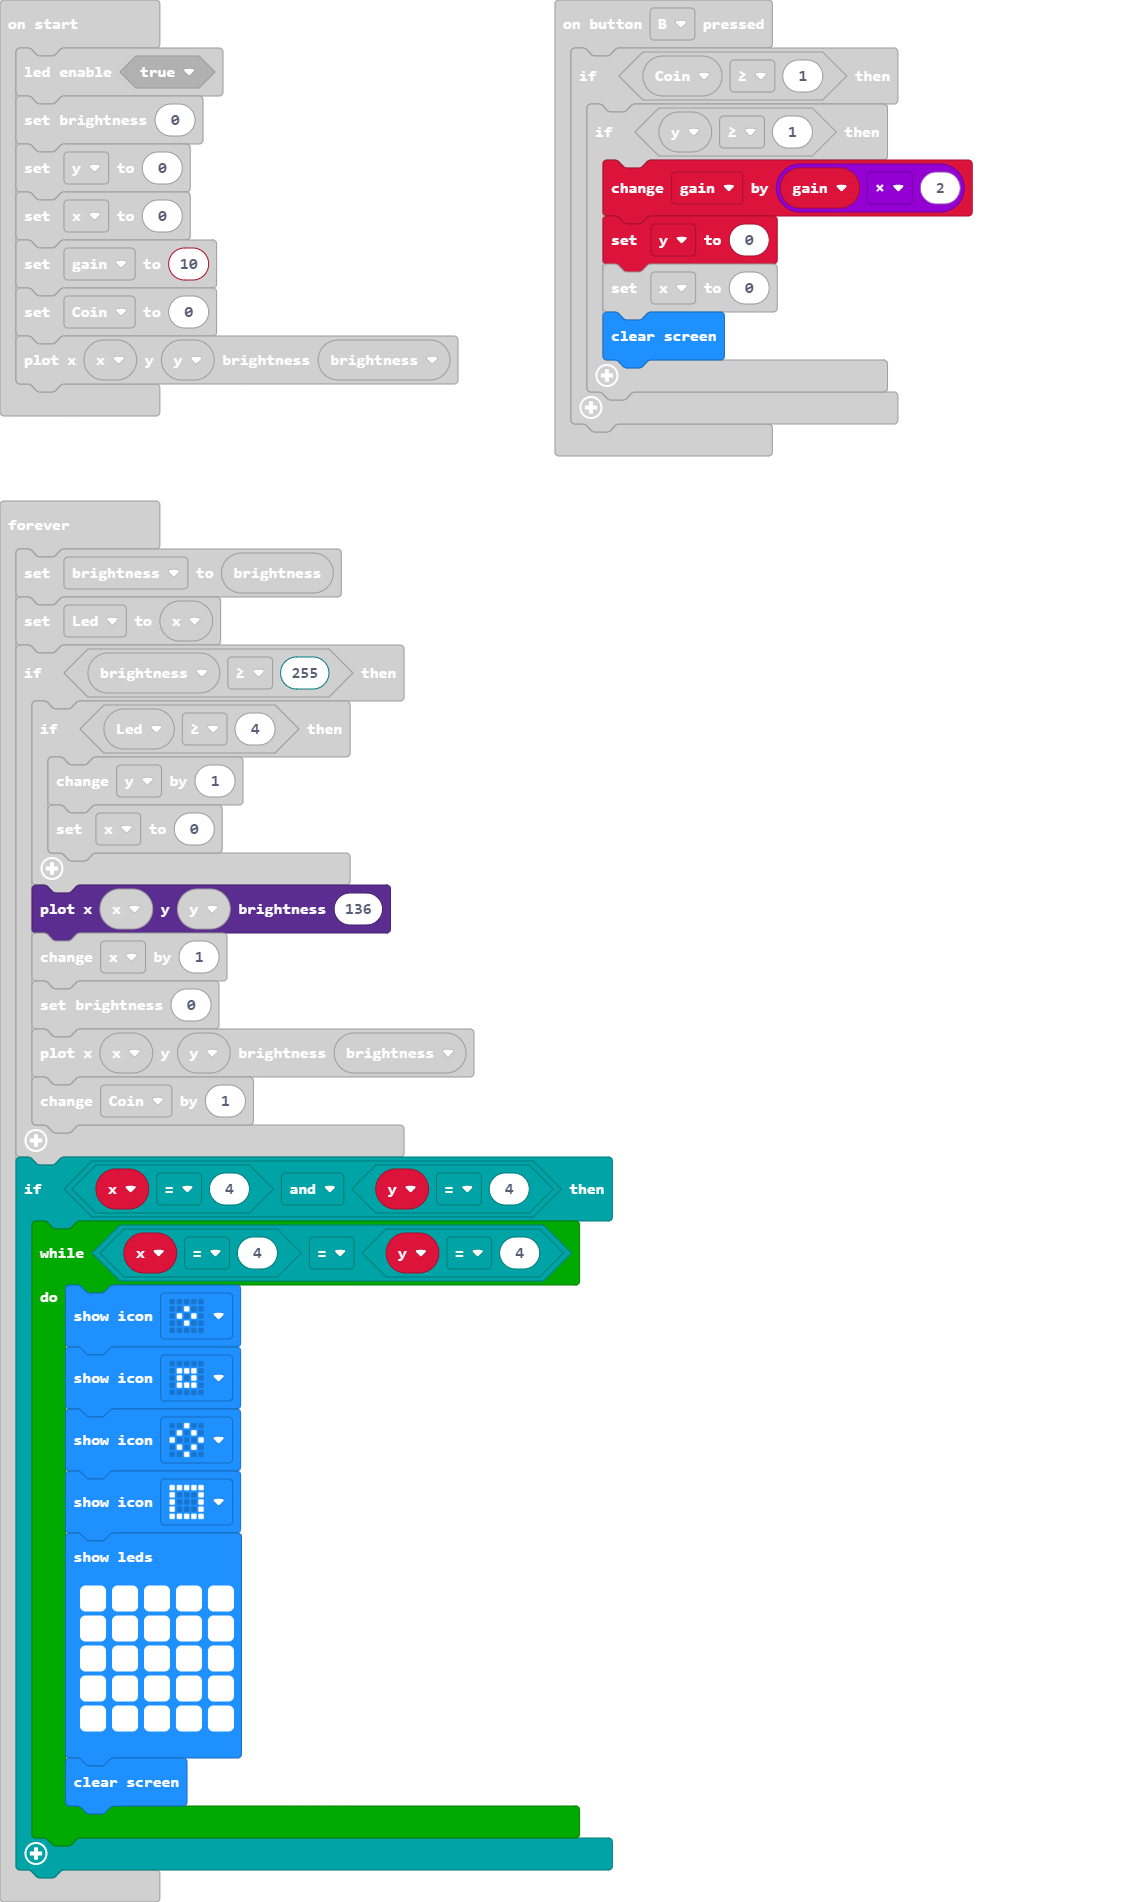 on start
led enable true
set brightness 0
set y to 0
set x to 0
set gain to 10
set Coin to 0
plot x x y y brightness brightness
on button B pressed
if Coin ≥ 1 then
if y ≥ 1 then
change gain by gain × 2
set y to 0
set x to 0
clear screen
forever
set brightness to brightness
set Led to x
if brightness ≥ 255 then
if Led ≥ 4 then
change y by 1
set x to 0
plot x x y y brightness 136
change x by 1
set brightness 0
plot x x y y brightness brightness
change Coin by 1
if x = 4 and y = 4 then
while x = 4 = y = 4
do
show icon
show icon
show icon
show icon
show leds
clear screen